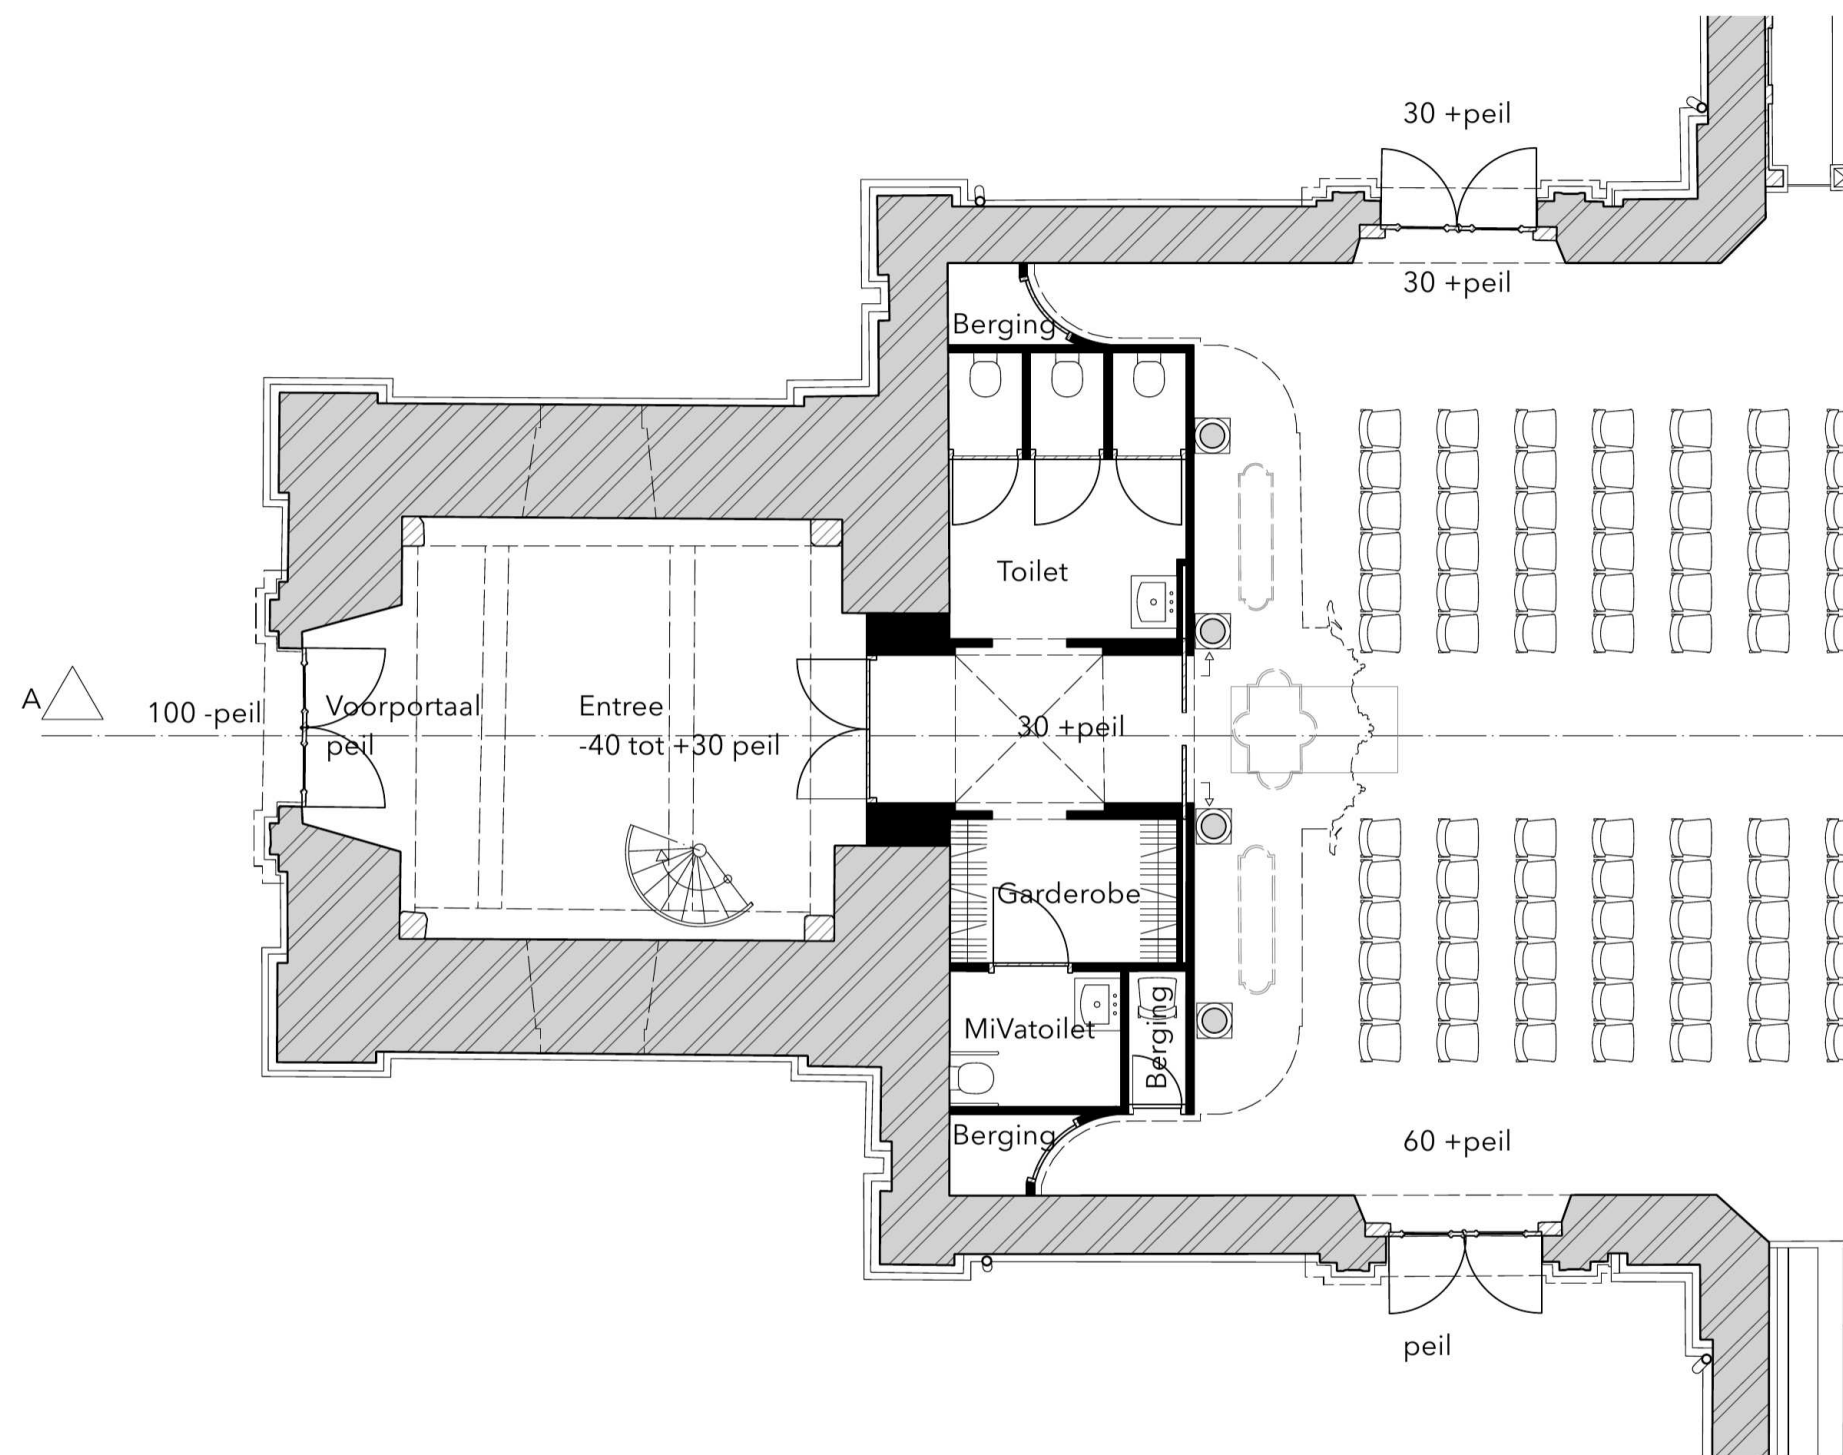 30 +peil
30 +peil
Berging
Toilet
A
100 -peil
Voorportaal
peil
Entree
-40 tot +30 peil
30 +peil
Garderobe
MiVatoilet
Berging
Berging
60 +peil
peil